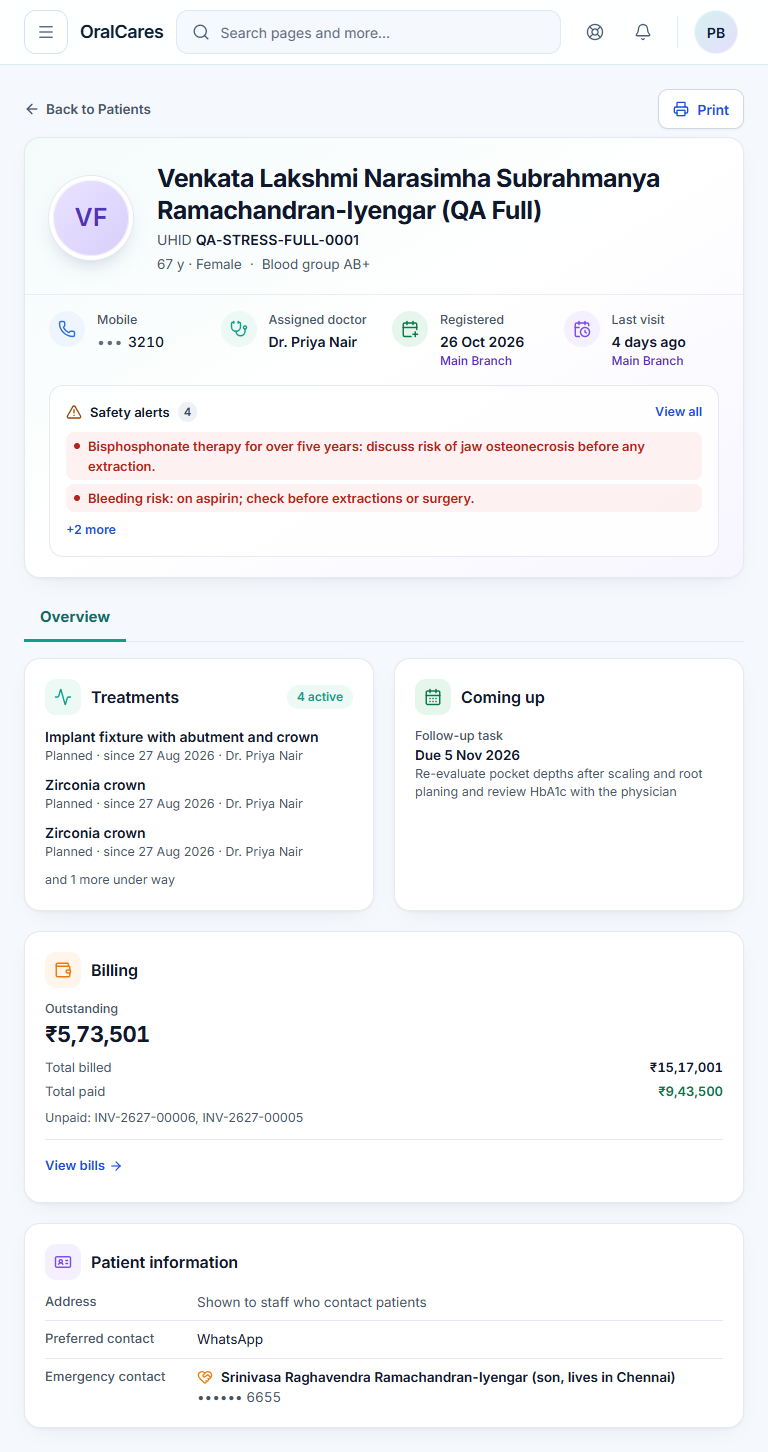 OralCares
Search pages and more...
PB
Back to Patients
Print
VF
Venkata Lakshmi Narasimha Subrahmanya
Ramachandran-Iyengar (QA Full)
UHID QA-STRESS-FULL-0001
67 y · Female · Blood group AB+
Mobile
••• 3210
Assigned doctor
Dr. Priya Nair
Registered
26 Oct 2026
Main Branch
Last visit
4 days ago
Main Branch
Safety alerts 4
View all
• Bisphosphonate therapy for over five years: discuss risk of jaw osteonecrosis before any
extraction.
• Bleeding risk: on aspirin; check before extractions or surgery.
+2 more
Overview
Treatments
4 active
Implant fixture with abutment and crown
Planned · since 27 Aug 2026 · Dr. Priya Nair
Zirconia crown
Planned · since 27 Aug 2026 · Dr. Priya Nair
Zirconia crown
Planned · since 27 Aug 2026 · Dr. Priya Nair
and 1 more under way
Coming up
Follow-up task
Due 5 Nov 2026
Re-evaluate pocket depths after scaling and root
planing and review HbA1c with the physician
Billing
Outstanding
₹5,73,501
Total billed ₹15,17,001
Total paid ₹9,43,500
Unpaid: INV-2627-00006, INV-2627-00005
View bills →
Patient information
Address Shown to staff who contact patients
Preferred contact WhatsApp
Emergency contact Srinivasa Raghavendra Ramachandran-Iyengar (son, lives in Chennai)
•••••• 6655